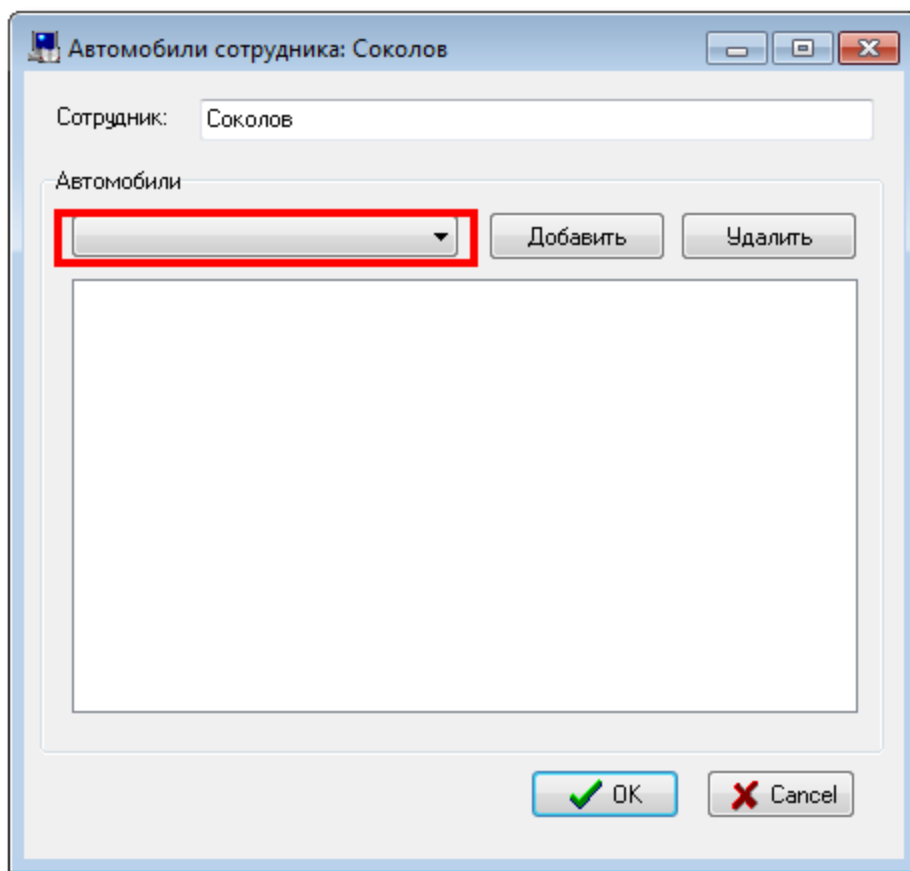 Автомобили сотрудника: Соколов
Сотрудник: Соколов
Автомобили
Добавить Удалить
OK Cancel